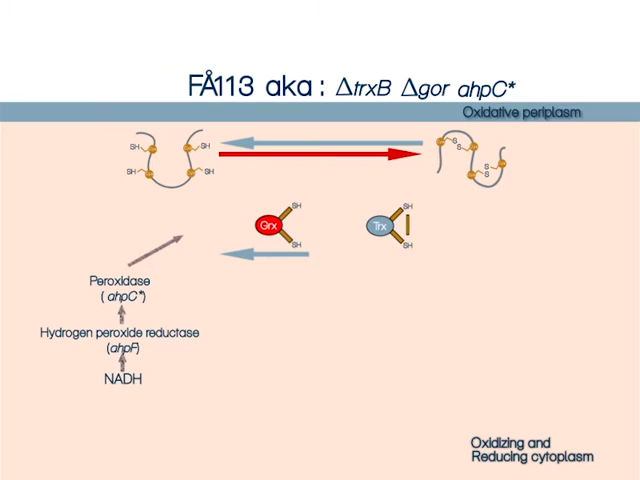 FÅ113 aka : ΔtrxB Δgor ahpC*
Oxidative periplasm
SH SH S S
SH SH S S
Grx SH SH
Trx SH SH
Peroxidase
( ahpC*)
Hydrogen peroxide reductase
(ahpF)
NADH
Oxidizing and
Reducing cytoplasm